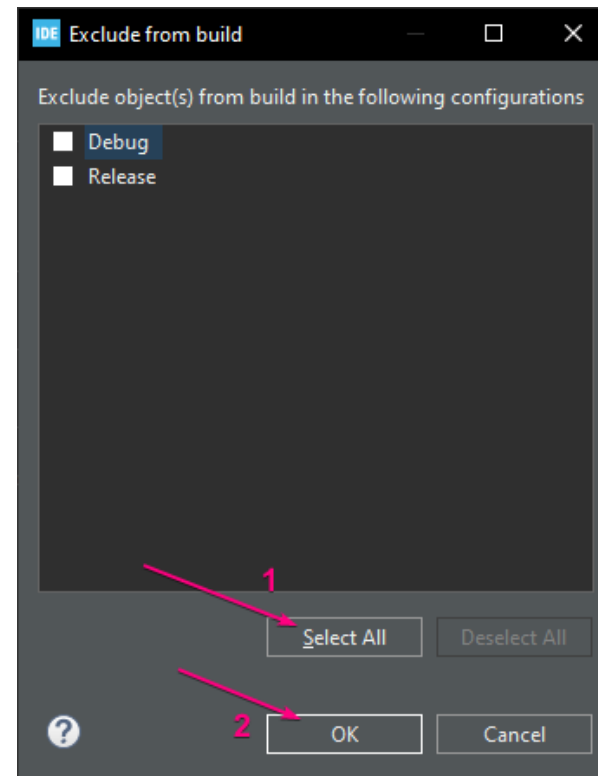 IDE Exclude from build
Exclude object(s) from build in the following configurations
Debug
Release
1
Select All Deselect All
2 OK Cancel
?